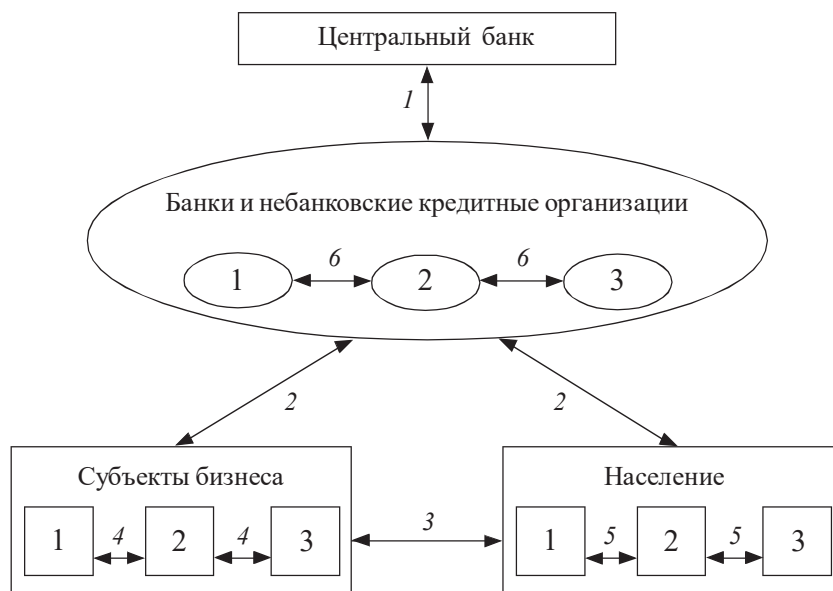 Центральный банк
1
Банки и небанковские кредитные организации
6 6
1 2 3
2 2
Субъекты бизнеса Население
3
4 4 5 5
1 2 3 1 2 3